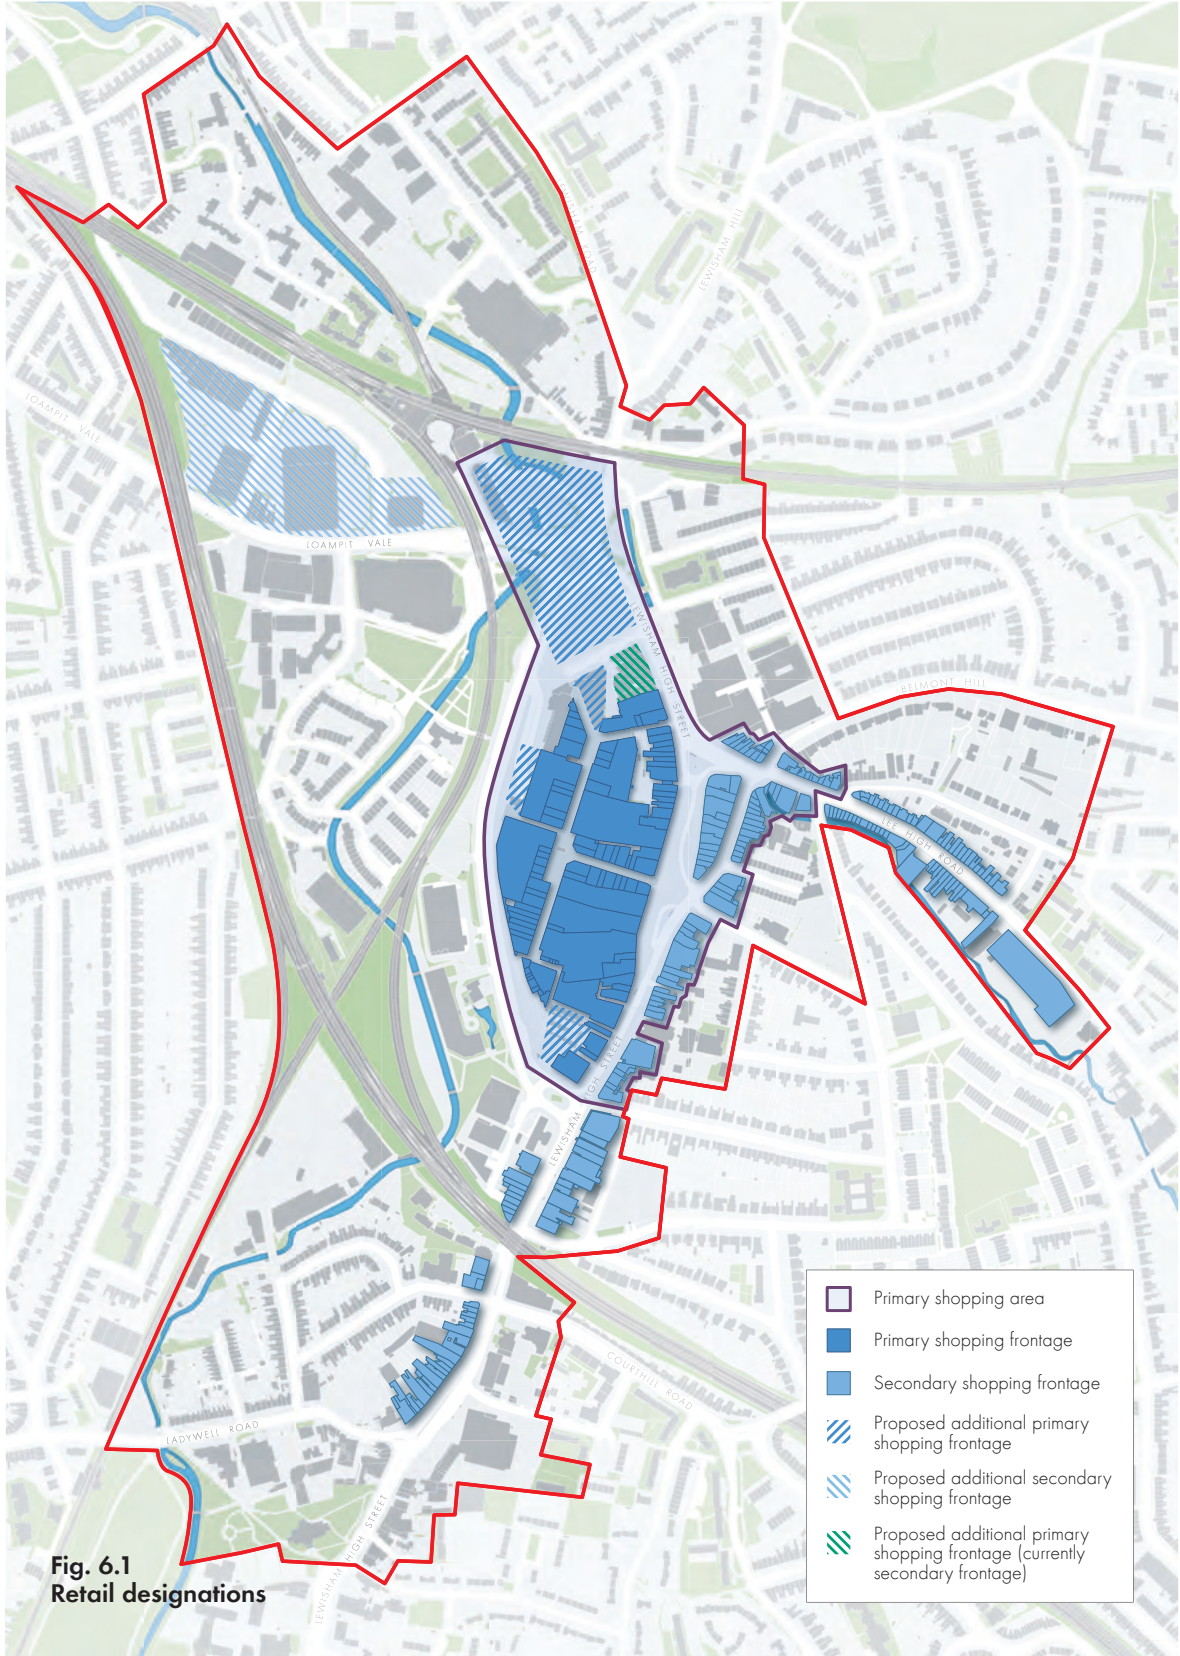 LEWISHAM ROAD
LEWISHAM HILL
LOAMPIT VALE
LOAMPIT VALE
LEWISHAM HIGH STREET
BELMONT HILL
LEE HIGH ROAD
LEWISHAM HIGH STREET
COURTHILL ROAD
LADYWELL ROAD
LEWISHAM HIGH STREET
Primary shopping area
Primary shopping frontage
Secondary shopping frontage
Proposed additional primary
shopping frontage
Proposed additional secondary
shopping frontage
Proposed additional primary
shopping frontage (currently
secondary frontage)
Fig. 6.1
Retail designations